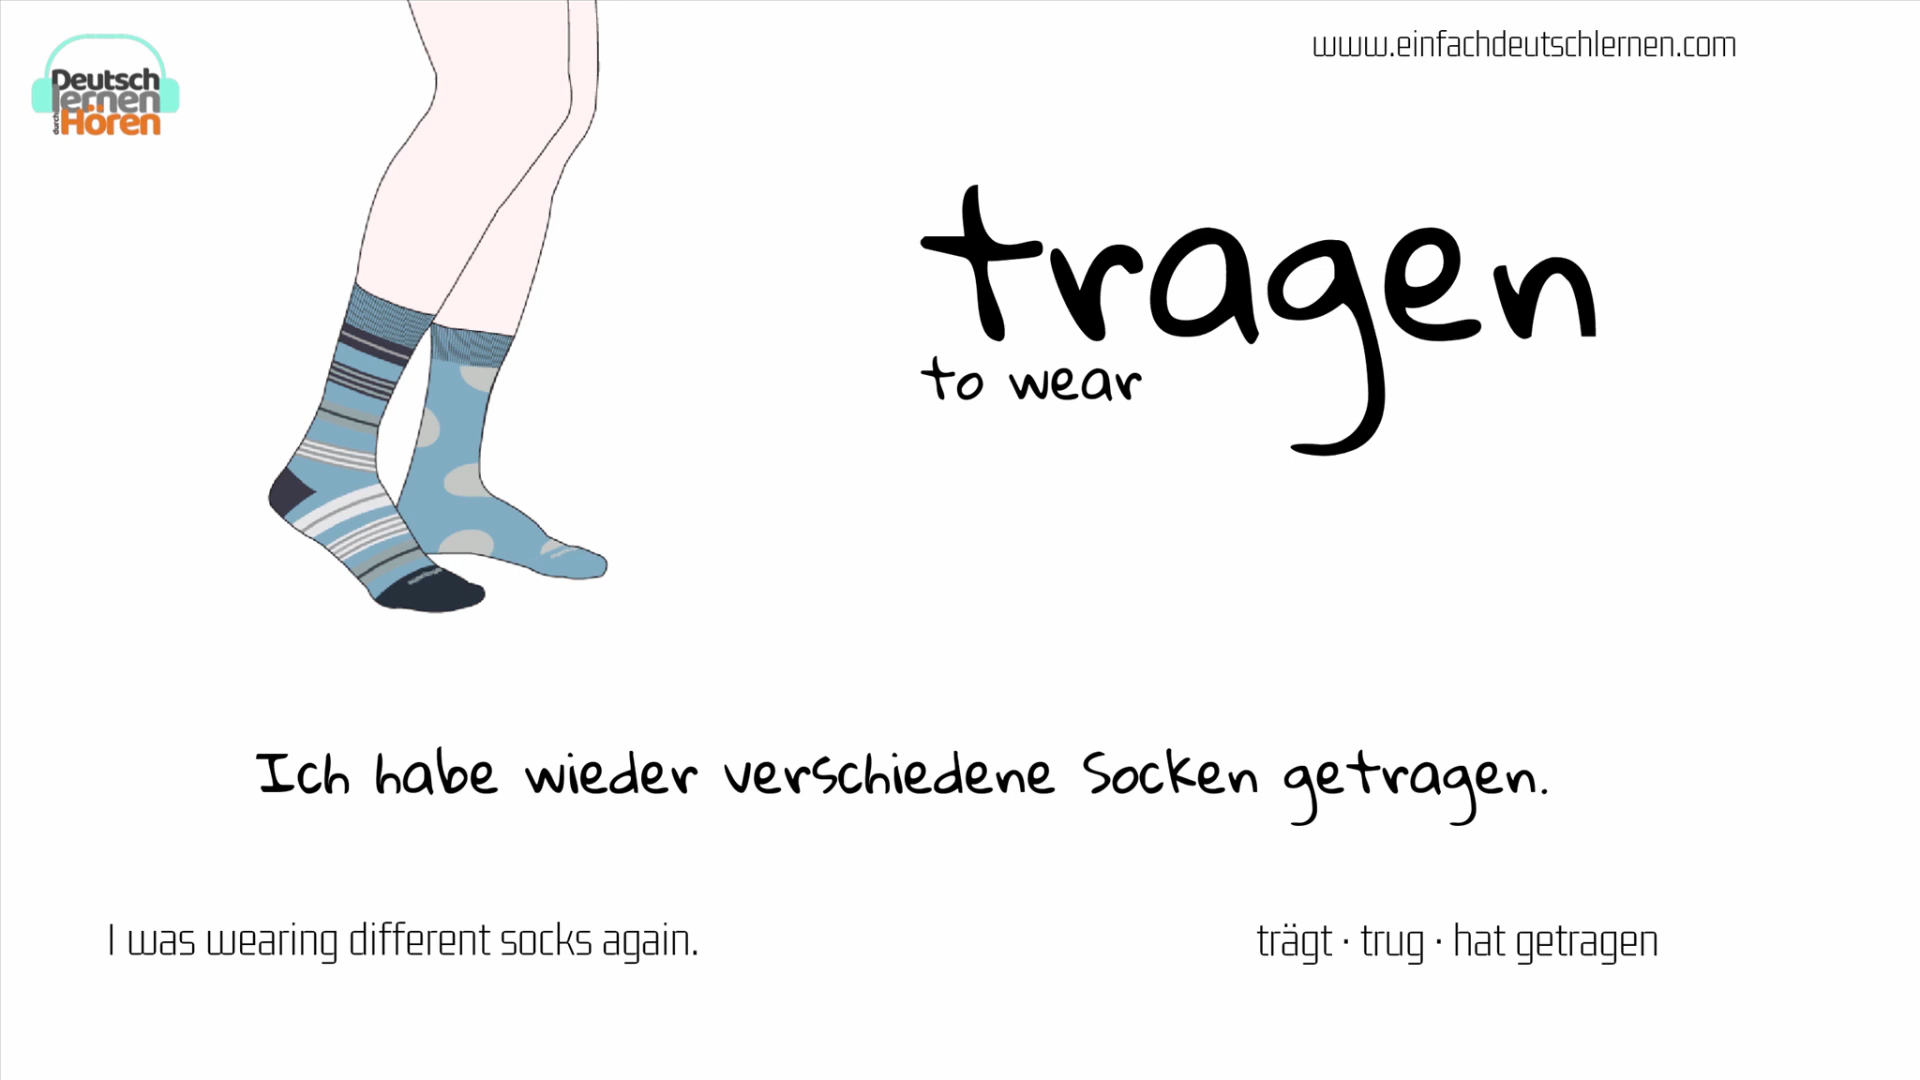 Deutsch
lernen
durch
Hören
www.einfachdeutschlernen.com
tragen
to wear
Ich habe wieder verschiedene Socken getragen.
I was wearing different socks again.
trägt · trug · hat getragen